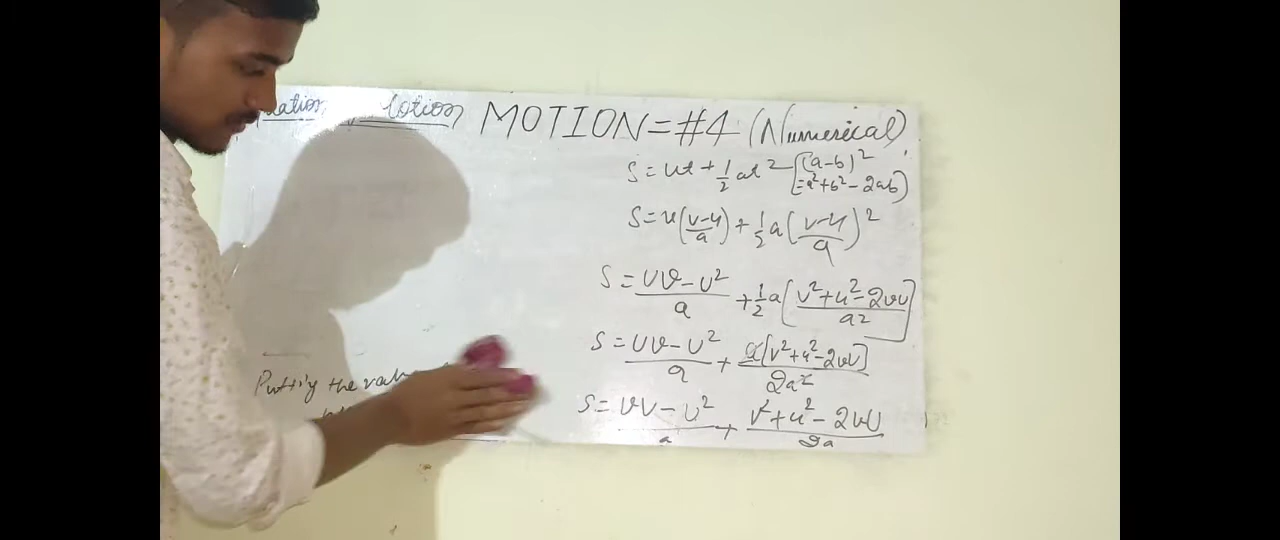 Motion MOTION = #4 (Numerical)
S = ut + 1/2 at² [(a-b)²
= a²+b²-2ab]
S = u(v-u/a) + 1/2 a(v-u/a)²
S = uv-u²/a + 1/2 a[v²+u²-2vu/a²]
S = uv-u²/a + a[v²+u²-2vu]/2a²
Putting the
S = uv-u²/a + v²+u²-2vu/2a